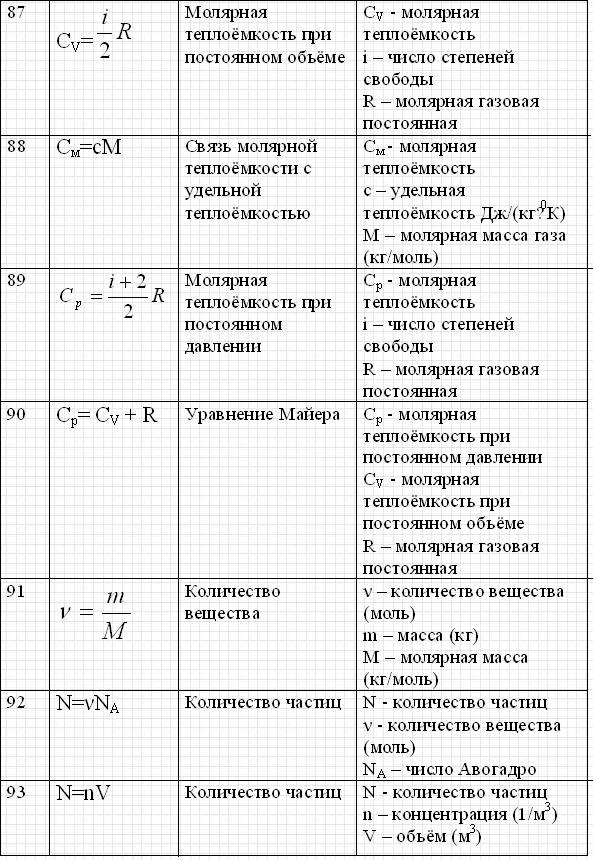 87
C_V= i/2 R
Молярная
теплоёмкость при
постоянном обьёме
C_V - молярная
теплоёмкость
i – число степеней
свободы
R – молярная газовая
постоянная
88
C_м=cM
Связь молярной
теплоёмкости с
удельной
теплоёмкостью
C_м - молярная
теплоёмкость
c – удельная
теплоёмкость Дж/(кг?⁰К)
М – молярная масса газа
(кг/моль)
89
C_p = (i + 2)/2 R
Молярная
теплоёмкость при
постоянном
давлении
C_p - молярная
теплоёмкость
i – число степеней
свободы
R – молярная газовая
постоянная
90
C_p= C_V + R
Уравнение Майера
C_p - молярная
теплоёмкость при
постоянном давлении
C_V - молярная
теплоёмкость при
постоянном обьёме
R – молярная газовая
постоянная
91
ν = m/M
Количество
вещества
ν – количество вещества
(моль)
m – масса (кг)
М – молярная масса
(кг/моль)
92
N=νN_A
Количество частиц
N - количество частиц
ν - количество вещества
(моль)
N_A – число Авогадро
93
N=nV
Количество частиц
N - количество частиц
n – концентрация (1/м³)
V – обьём (м³)